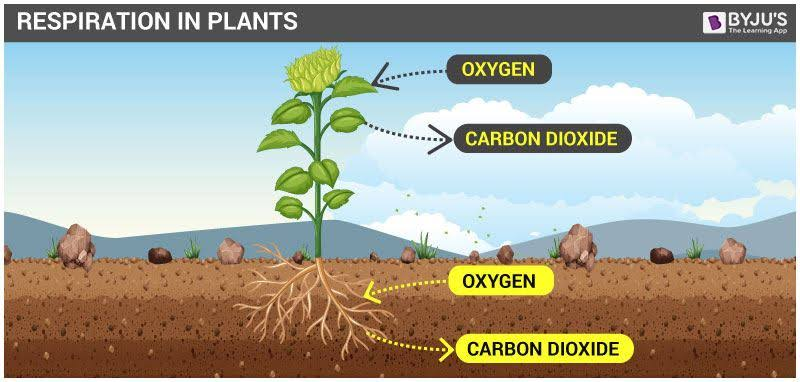 RESPIRATION IN PLANTS
BYJU'S
The Learning App
OXYGEN
CARBON DIOXIDE
OXYGEN
CARBON DIOXIDE